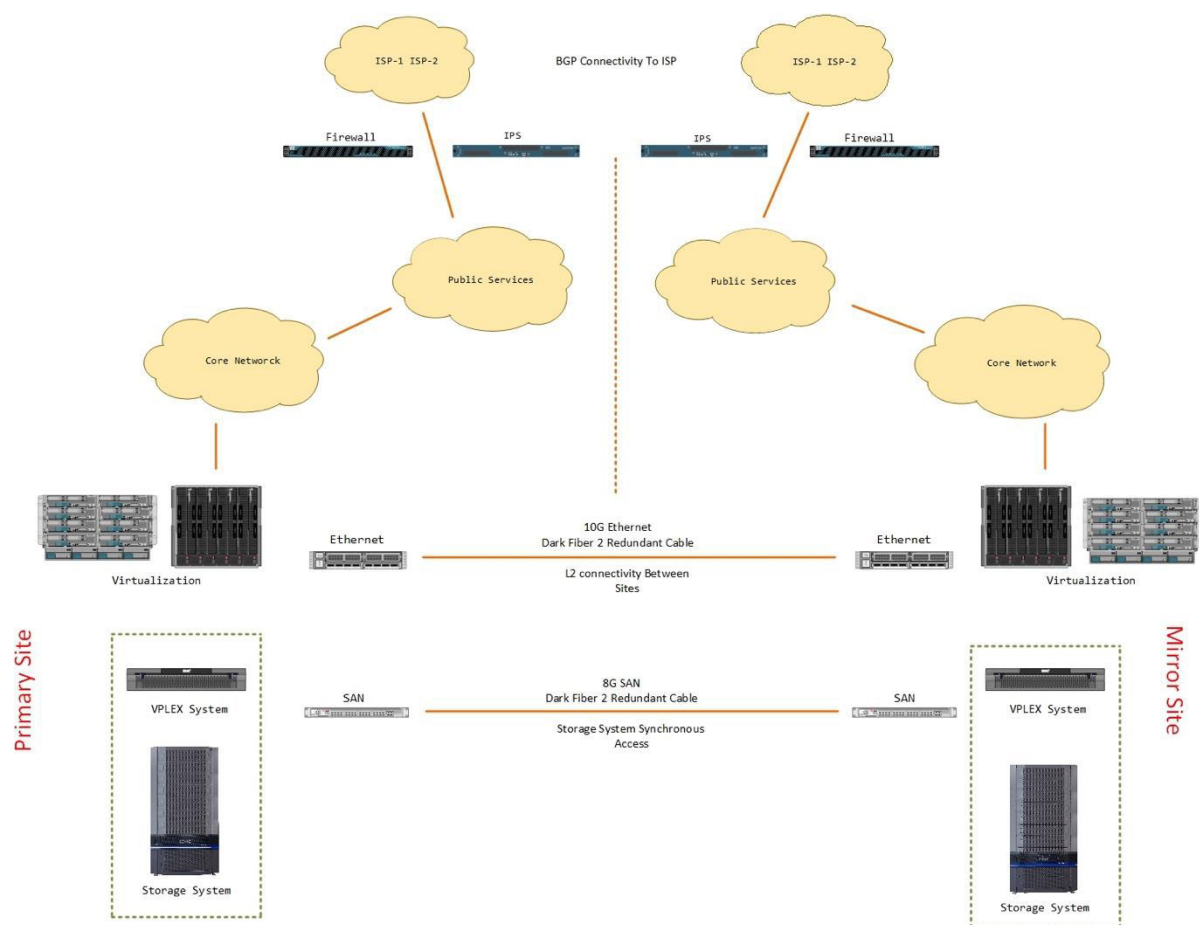 ISP-1 ISP-2
BGP Connectivity To ISP
ISP-1 ISP-2
Firewall
IPS
IPS
Firewall
Public Services
Public Services
Core Networck
Core Network
Ethernet
10G Ethernet
Dark Fiber 2 Redundant Cable
Ethernet
L2 connectivity Between
Sites
Virtualization
Virtualization
Primary Site
Mirror Site
VPLEX System
SAN
8G SAN
Dark Fiber 2 Redundant Cable
SAN
VPLEX System
Storage System Synchronous
Access
Storage System
Storage System